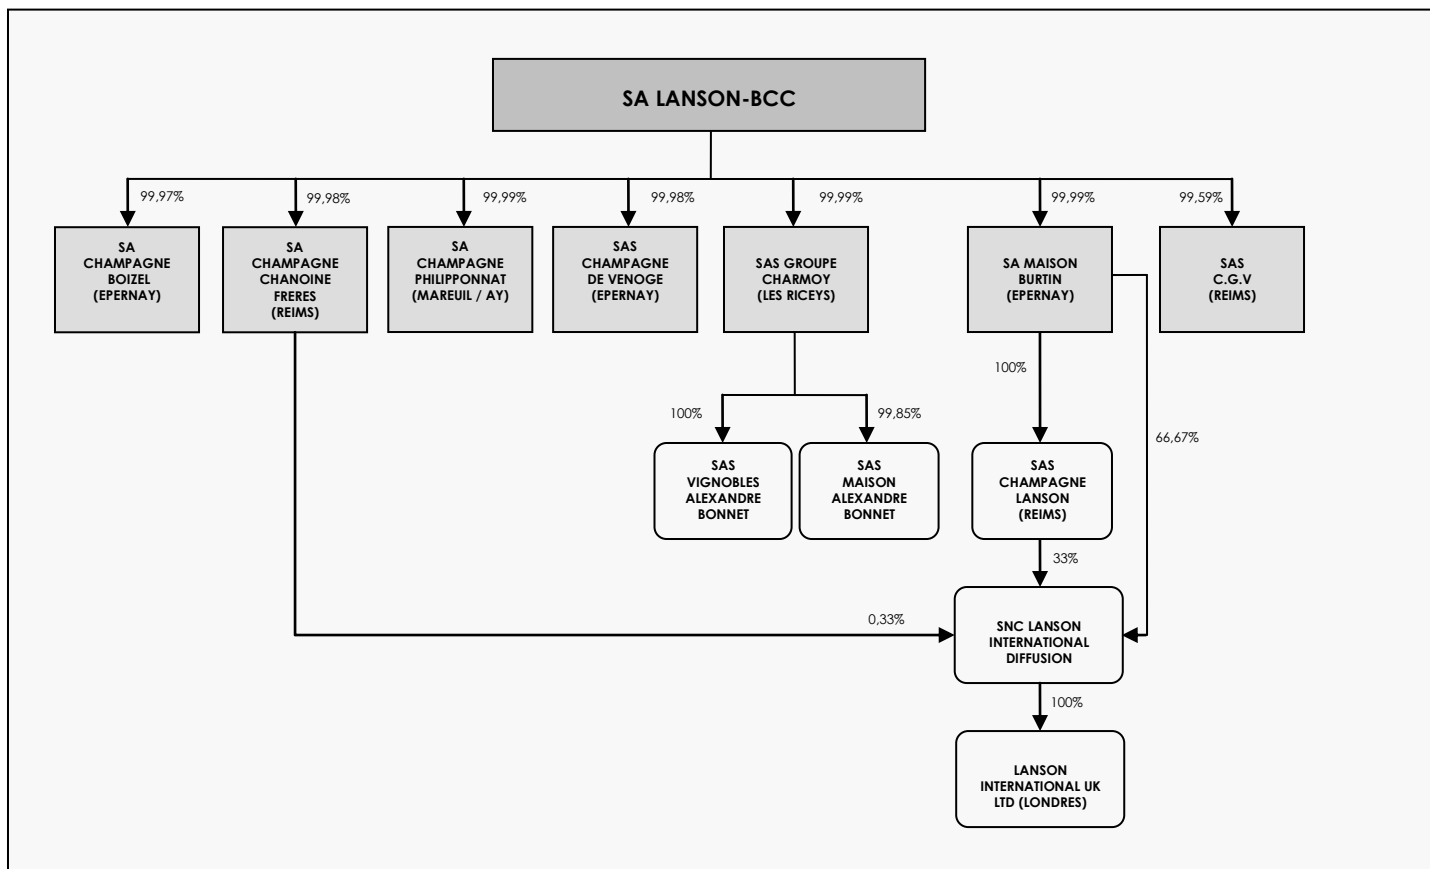 SA LANSON-BCC
99,97%
99,98%
99,99%
99,98%
99,99%
99,99%
99,59%
SA
CHAMPAGNE
BOIZEL
(EPERNAY)
SA
CHAMPAGNE
CHANOINE
FRERES
(REIMS)
SA
CHAMPAGNE
PHILIPPONNAT
(MAREUIL / AY)
SAS
CHAMPAGNE
DE VENOGE
(EPERNAY)
SAS GROUPE
CHARMOY
(LES RICEYS)
SA MAISON
BURTIN
(EPERNAY)
SAS
C.G.V
(REIMS)
100%
100%
99,85%
66,67%
SAS
VIGNOBLES
ALEXANDRE
BONNET
SAS
MAISON
ALEXANDRE
BONNET
SAS
CHAMPAGNE
LANSON
(REIMS)
33%
0,33%
SNC LANSON
INTERNATIONAL
DIFFUSION
100%
LANSON
INTERNATIONAL UK
LTD (LONDRES)